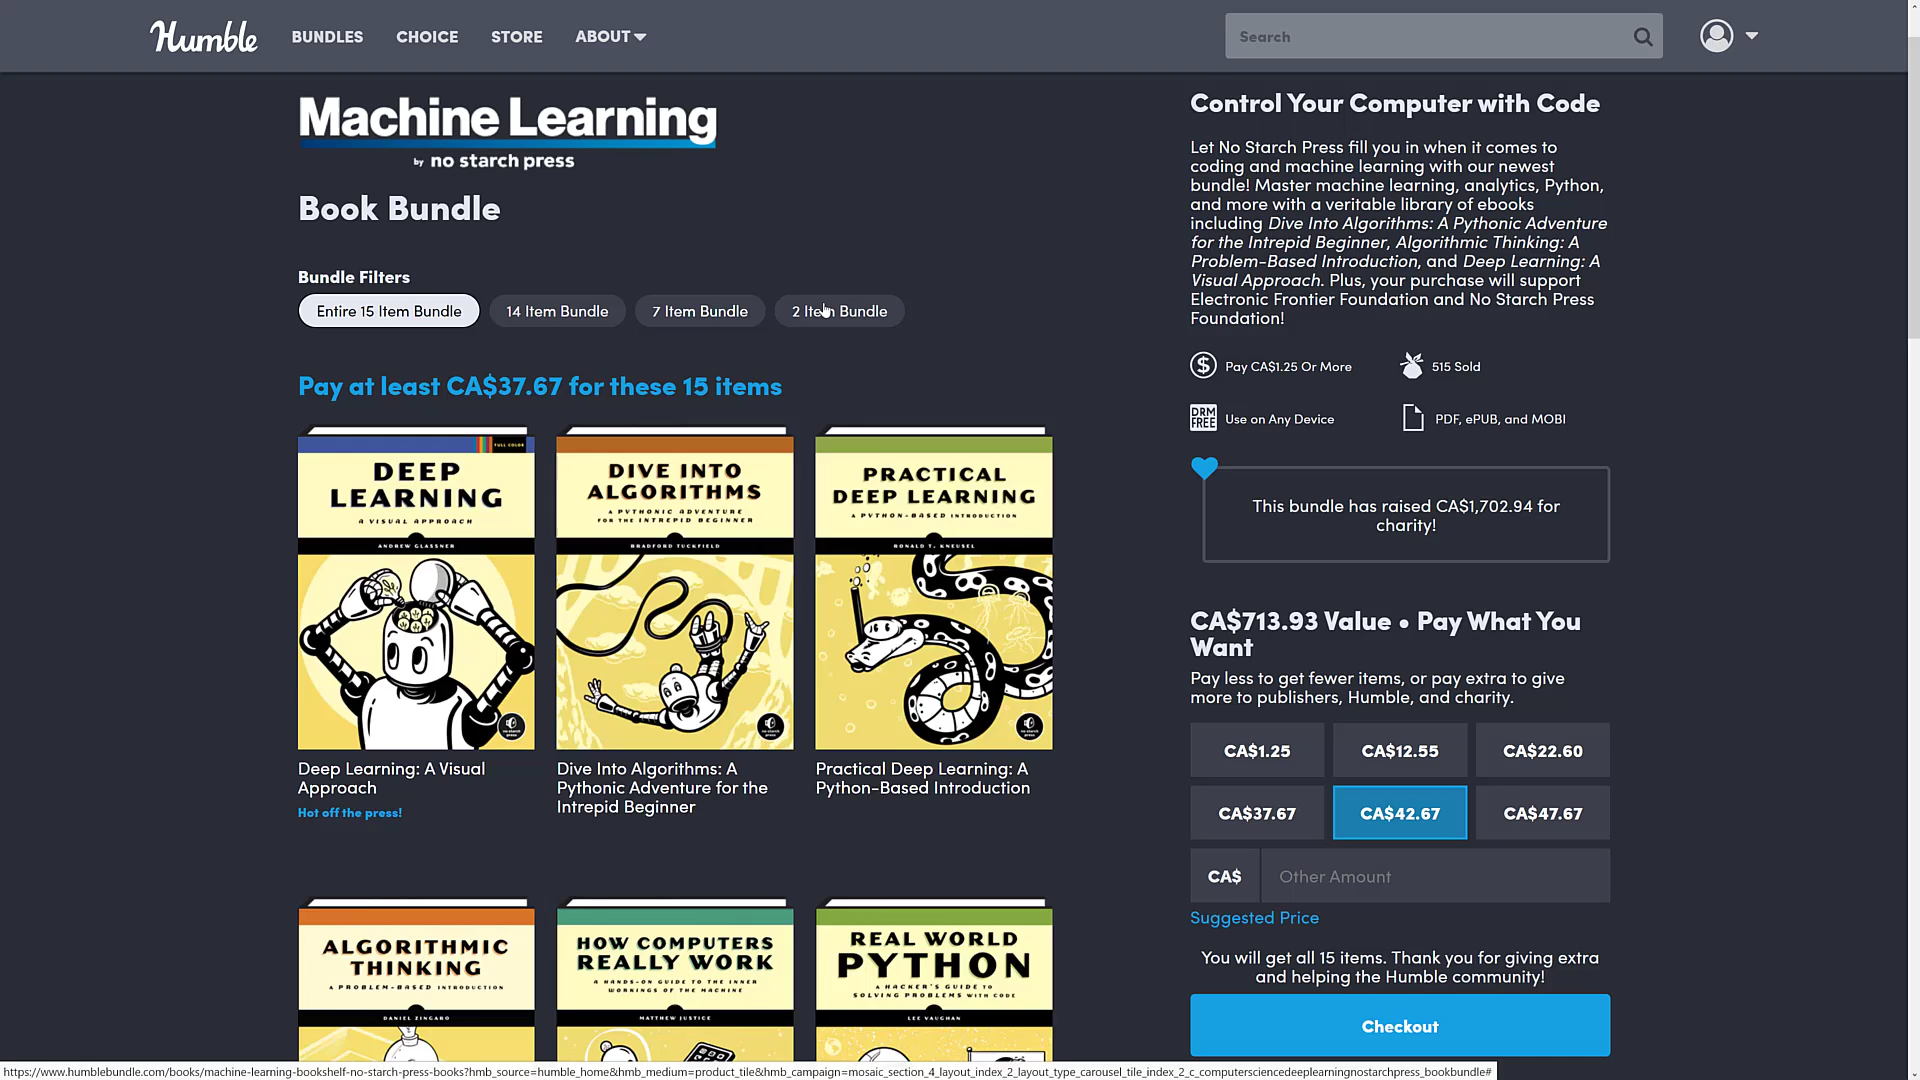 Humble
BUNDLES
CHOICE
STORE
ABOUT
Search
Machine Learning
by no starch press
Book Bundle
Bundle Filters
Entire 15 Item Bundle
14 Item Bundle
7 Item Bundle
2 Item Bundle
Pay at least CA$37.67 for these 15 items
FULL COLOR
DEEP
LEARNING
A VISUAL APPROACH
ANDREW GLASSNER
no starch
press
Deep Learning: A Visual
Approach
Hot off the press!
DIVE INTO
ALGORITHMS
A PYTHONIC ADVENTURE
FOR THE INTREPID BEGINNER
BRADFORD TUCKFIELD
no starch
press
Dive Into Algorithms: A
Pythonic Adventure for the
Intrepid Beginner
PRACTICAL
DEEP LEARNING
A PYTHON-BASED INTRODUCTION
RONALD T. KNEUSEL
no starch
press
Practical Deep Learning: A
Python-Based Introduction
ALGORITHMIC
THINKING
A PROBLEM-BASED INTRODUCTION
DANIEL ZINGARO
HOW COMPUTERS
REALLY WORK
A HANDS-ON GUIDE TO THE INNER
WORKINGS OF THE MACHINE
MATTHEW JUSTICE
REAL WORLD
PYTHON
A HACKER'S GUIDE TO
SOLVING PROBLEMS WITH CODE
LEE VAUGHAN
Control Your Computer with Code
Let No Starch Press fill you in when it comes to
coding and machine learning with our newest
bundle! Master machine learning, analytics, Python,
and more with a veritable library of ebooks
including Dive Into Algorithms: A Pythonic Adventure
for the Intrepid Beginner, Algorithmic Thinking: A
Problem-Based Introduction, and Deep Learning: A
Visual Approach. Plus, your purchase will support
Electronic Frontier Foundation and No Starch Press
Foundation!
$
Pay CA$1.25 Or More
515 Sold
DRM
FREE
Use on Any Device
PDF, ePUB, and MOBI
This bundle has raised CA$1,702.94 for
charity!
CA$713.93 Value • Pay What You
Want
Pay less to get fewer items, or pay extra to give
more to publishers, Humble, and charity.
CA$1.25
CA$12.55
CA$22.60
CA$37.67
CA$42.67
CA$47.67
CA$
Other Amount
Suggested Price
You will get all 15 items. Thank you for giving extra
and helping the Humble community!
Checkout
https://www.humblebundle.com/books/machine-learning-bookshelf-no-starch-press-books?hmb_source=humble_home&hmb_medium=product_tile&hmb_campaign=mosaic_section_4_layout_index_2_layout_type_carousel_tile_index_2_c_computersciencedeeplearningnostarchpress_bookbundle#